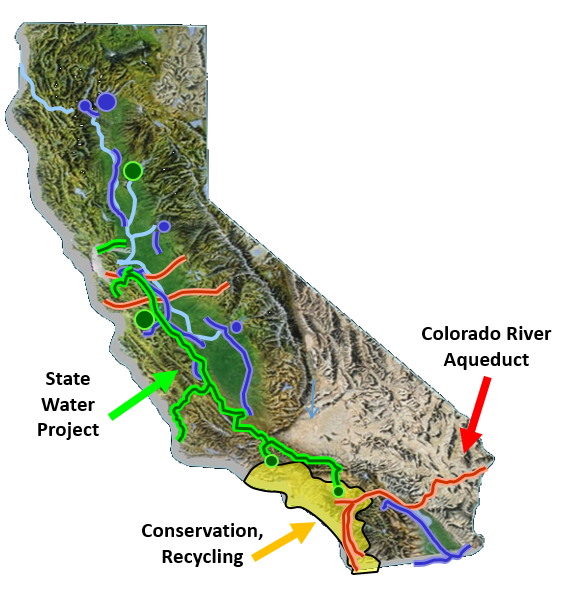 Colorado River
Aqueduct
State
Water
Project
Conservation,
Recycling